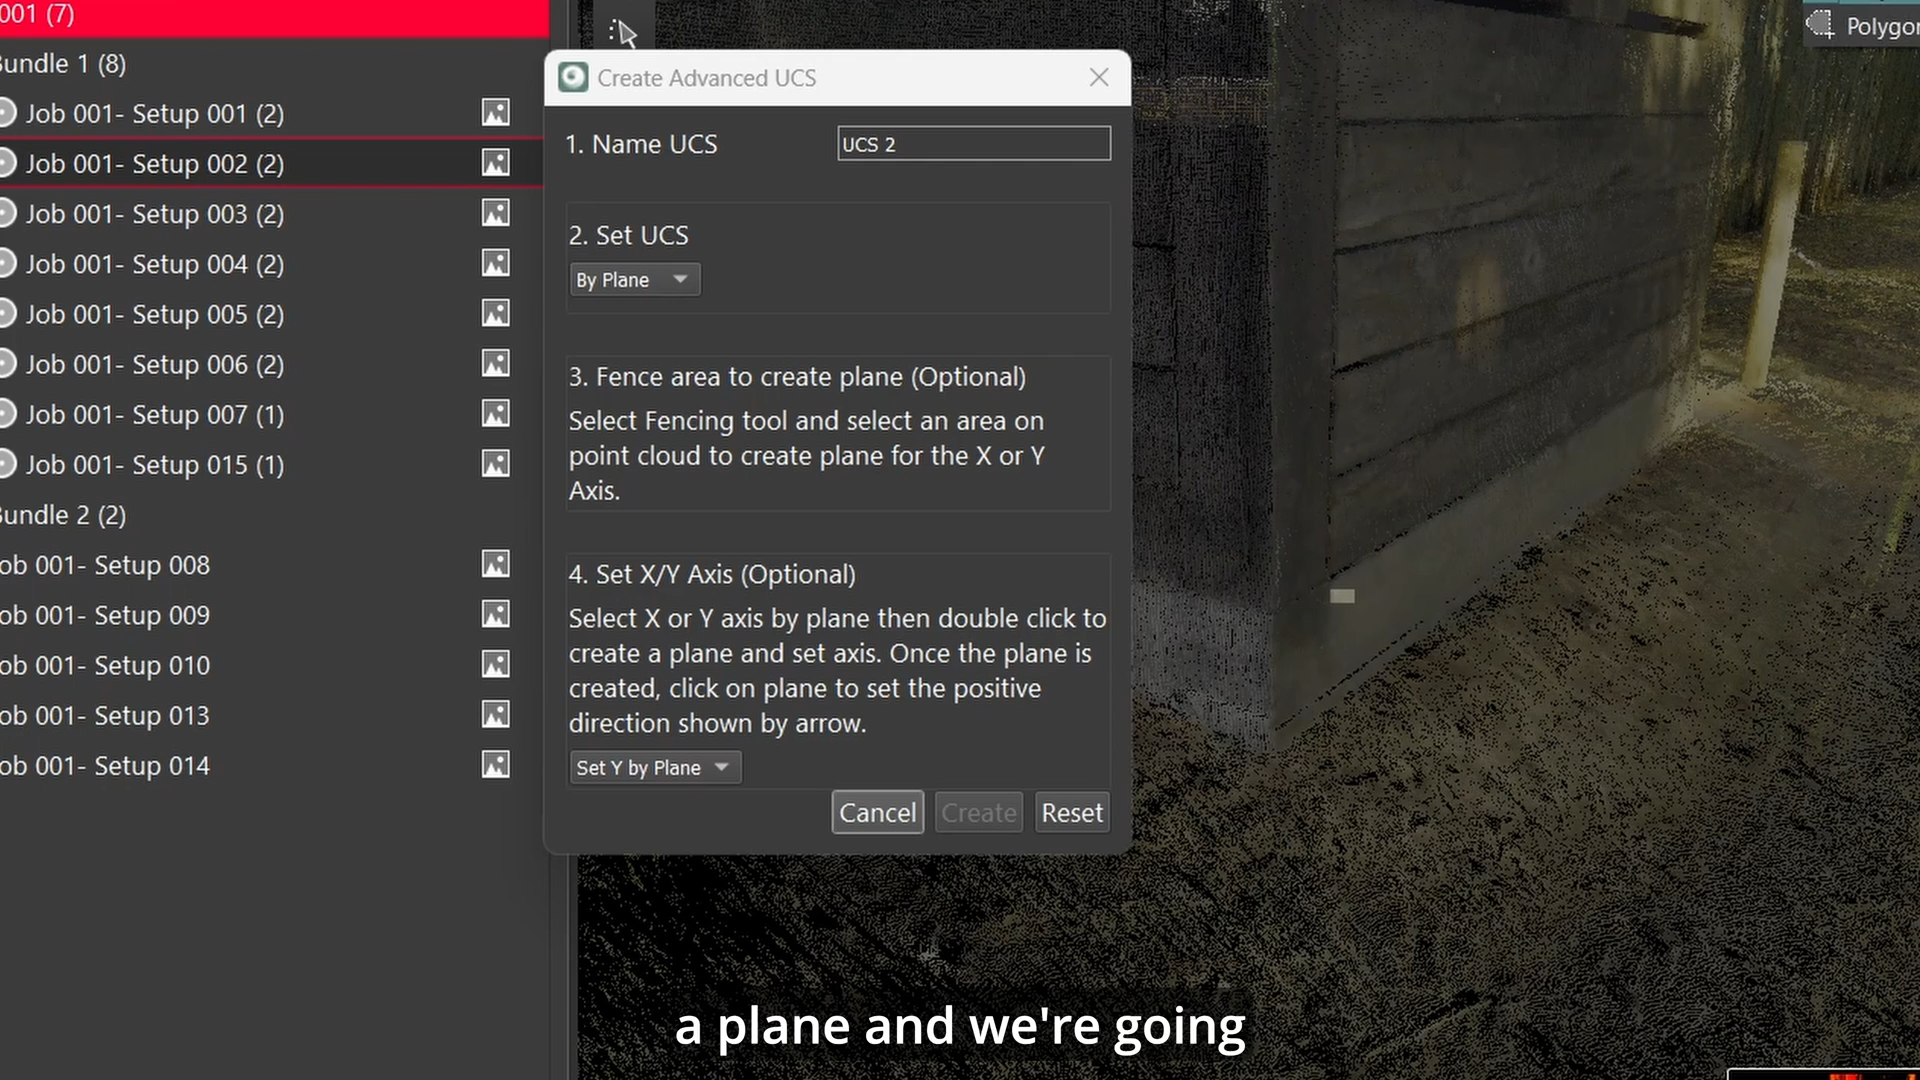 001 (7)
Bundle 1 (8)
Job 001- Setup 001 (2)
Job 001- Setup 002 (2)
Job 001- Setup 003 (2)
Job 001- Setup 004 (2)
Job 001- Setup 005 (2)
Job 001- Setup 006 (2)
Job 001- Setup 007 (1)
Job 001- Setup 015 (1)
Bundle 2 (2)
ob 001- Setup 008
ob 001- Setup 009
ob 001- Setup 010
ob 001- Setup 013
ob 001- Setup 014
Create Advanced UCS
1. Name UCS
UCS 2
2. Set UCS
By Plane
3. Fence area to create plane (Optional)
Select Fencing tool and select an area on
point cloud to create plane for the X or Y
Axis.
4. Set X/Y Axis (Optional)
Select X or Y axis by plane then double click to
create a plane and set axis. Once the plane is
created, click on plane to set the positive
direction shown by arrow.
Set Y by Plane
Cancel Create Reset
Polygon
a plane and we're going